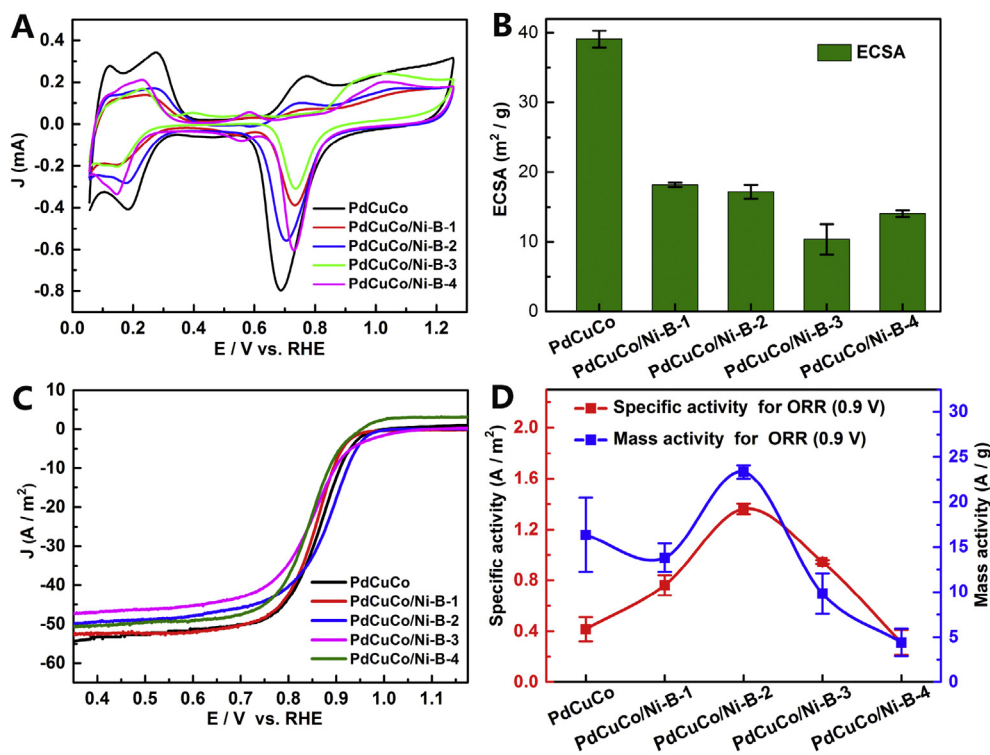 A
0.4
0.2
0.0
-0.2
-0.4
-0.6
-0.8
J (mA)
PdCuCo
PdCuCo/Ni-B-1
PdCuCo/Ni-B-2
PdCuCo/Ni-B-3
PdCuCo/Ni-B-4
0.0 0.2 0.4 0.6 0.8 1.0 1.2
E / V vs. RHE
B
40
30
20
10
0
ECSA (m² / g)
ECSA
PdCuCo
PdCuCo/Ni-B-1
PdCuCo/Ni-B-2
PdCuCo/Ni-B-3
PdCuCo/Ni-B-4
C
10
0
-10
-20
-30
-40
-50
-60
J (A / m²)
PdCuCo
PdCuCo/Ni-B-1
PdCuCo/Ni-B-2
PdCuCo/Ni-B-3
PdCuCo/Ni-B-4
0.4 0.5 0.6 0.7 0.8 0.9 1.0 1.1
E / V vs. RHE
D
Specific activity for ORR (0.9 V)
Mass activity for ORR (0.9 V)
2.0
1.6
1.2
0.8
0.4
0.0
Specific activity (A / m²)
30
25
20
15
10
5
0
Mass activity (A / g)
PdCuCo
PdCuCo/Ni-B-1
PdCuCo/Ni-B-2
PdCuCo/Ni-B-3
PdCuCo/Ni-B-4